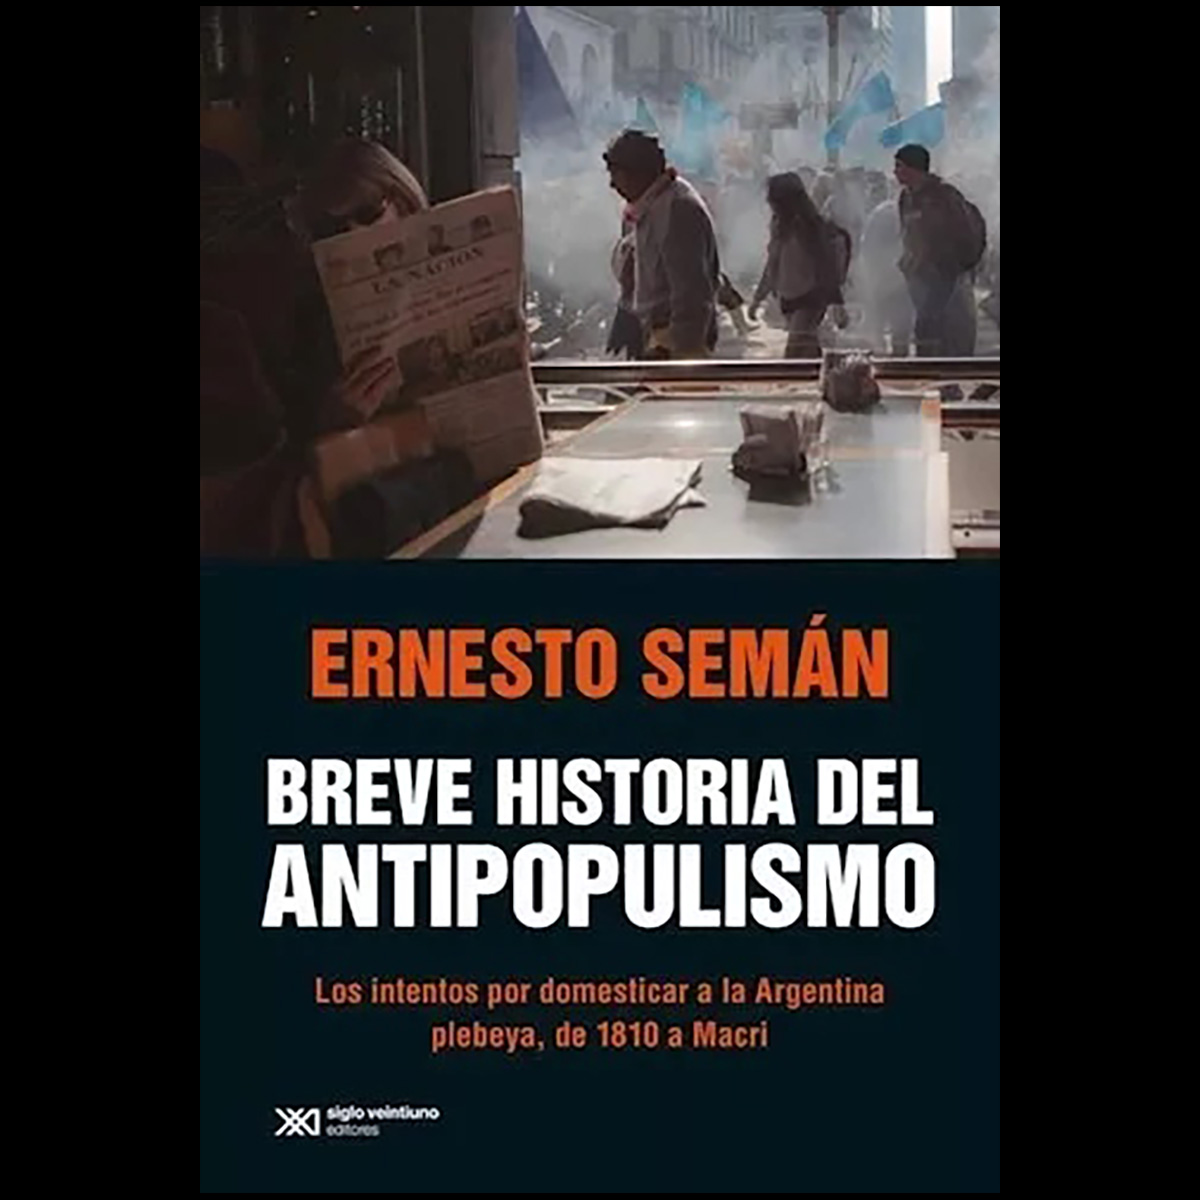 LA NACION
ERNESTO SEMÁN
BREVE HISTORIA DEL
ANTIPOPULISMO
Los intentos por domesticar a la Argentina
plebeya, de 1810 a Macri
siglo veintiuno
editores